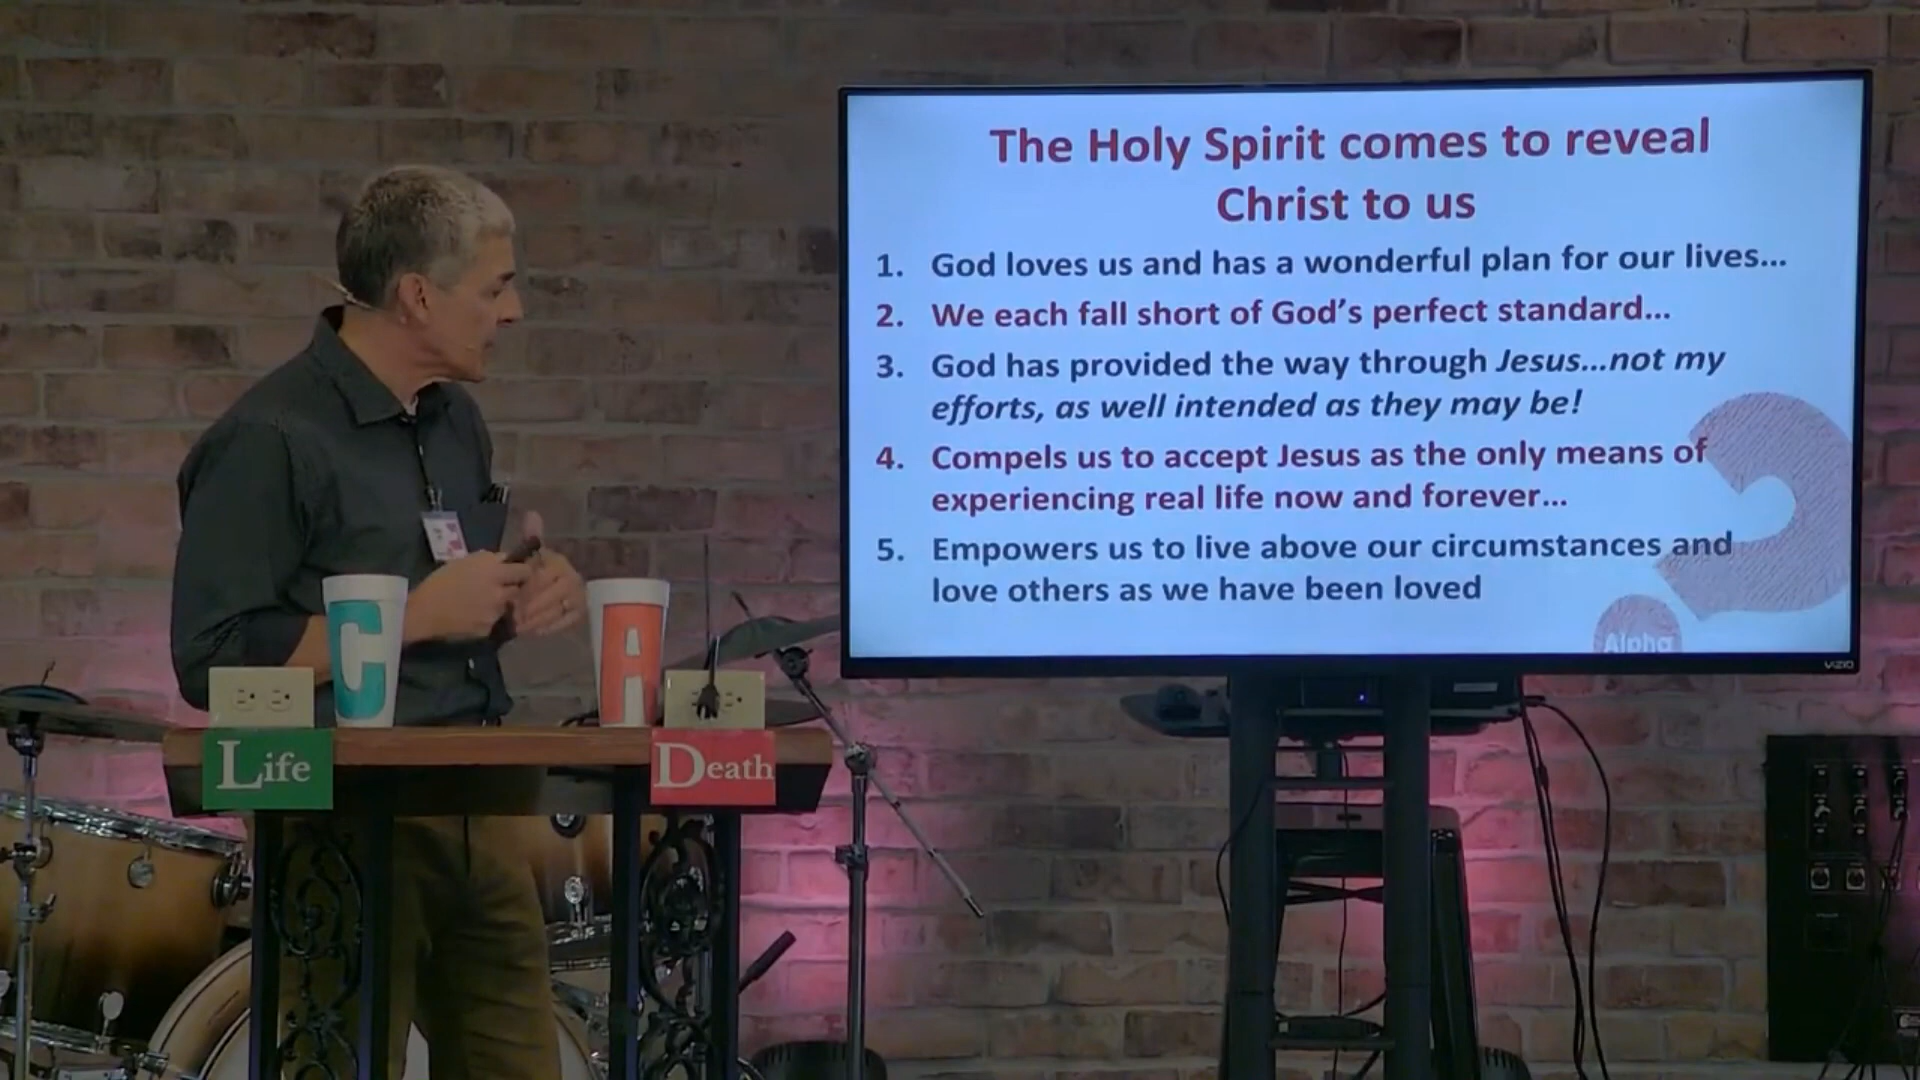 The Holy Spirit comes to reveal
Christ to us
1. God loves us and has a wonderful plan for our lives...
2. We each fall short of God's perfect standard...
3. God has provided the way through Jesus...not my
efforts, as well intended as they may be!
4. Compels us to accept Jesus as the only means of
experiencing real life now and forever...
5. Empowers us to live above our circumstances and
love others as we have been loved
Alpha
VIZIO
C
A
Life
Death